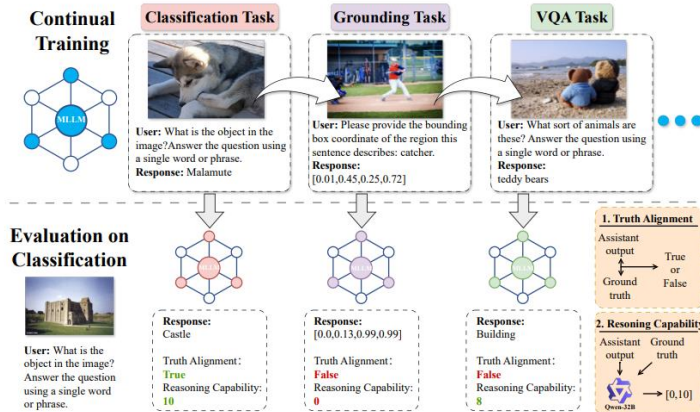 Continual
Training
MLLM
Classification Task
User: What is the object in the
image?Answer the question using
a single word or phrase.
Response: Malamute
Grounding Task
User: Please provide the bounding
box coordinate of the region this
sentence describes: catcher.
Response:
[0.01,0.45,0.25,0.72]
VQA Task
User: What sort of animals are
these? Answer the question using
a single word or phrase.
Response:
teddy bears
Evaluation on
Classification
User: What is the
object in the image?
Answer the question
using a single word
or phrase.
MLLM
Response:
Castle
Truth Alignment:
True
Reasoning Capability:
10
MLLM
Response:
[0.0,0.13,0.99,0.99]
Truth Alignment:
False
Reasoning Capability:
0
MLLM
Response:
Building
Truth Alignment:
False
Reasoning Capability:
8
1. Truth Alignment
Assistant
output
Ground
truth
True
or
False
2. Resoning Capability
Assistant
output
Ground
truth
Qwen-32B
[0,10]